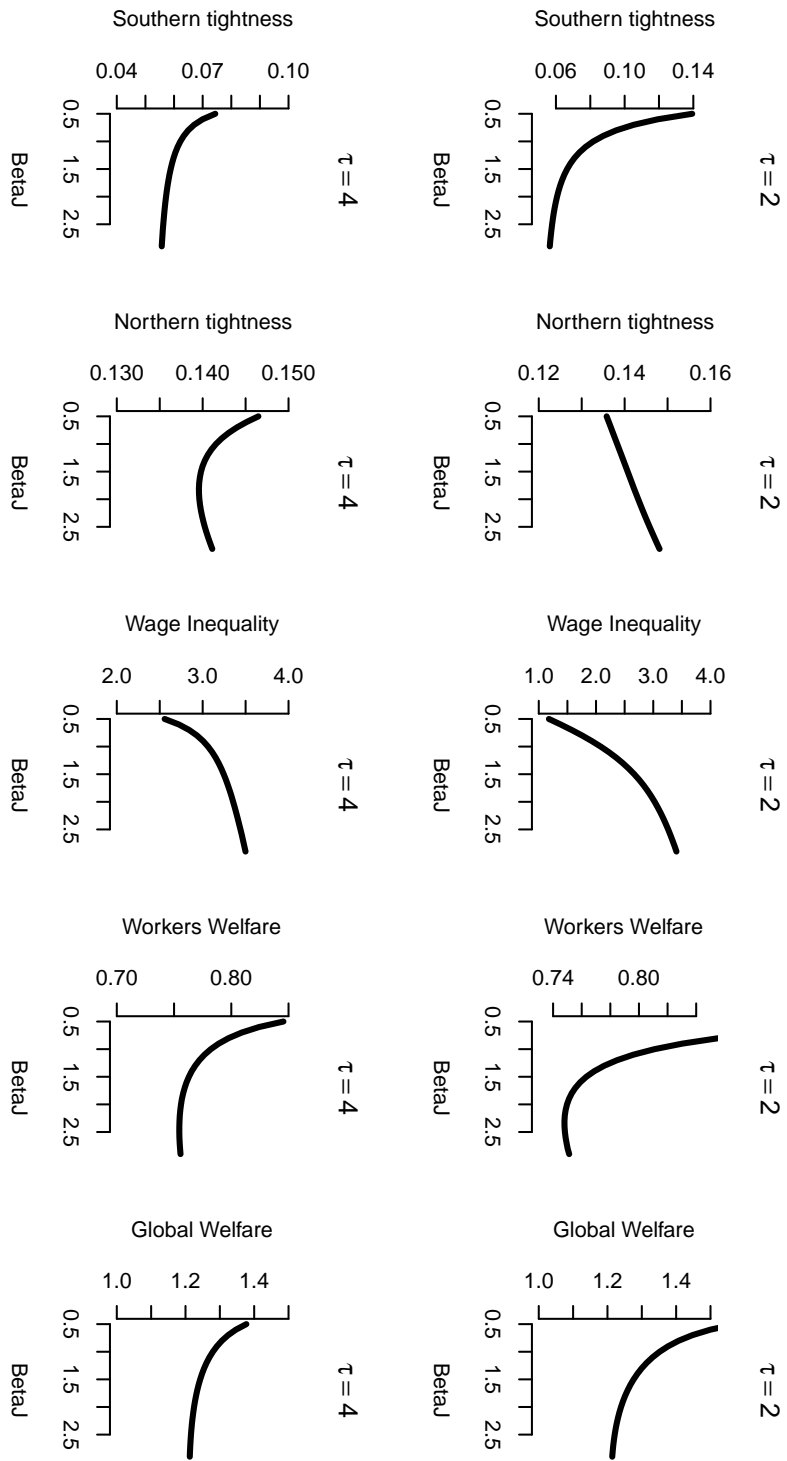 τ = 2
Southern tightness
0.06 0.10 0.14
0.5 1.5 2.5
BetaJ
τ = 2
Northern tightness
0.12 0.14 0.16
0.5 1.5 2.5
BetaJ
τ = 2
Wage Inequality
1.0 2.0 3.0 4.0
0.5 1.5 2.5
BetaJ
τ = 2
Workers Welfare
0.74 0.80
0.5 1.5 2.5
BetaJ
τ = 2
Global Welfare
1.0 1.2 1.4
0.5 1.5 2.5
BetaJ
τ = 4
Southern tightness
0.04 0.07 0.10
0.5 1.5 2.5
BetaJ
τ = 4
Northern tightness
0.130 0.140 0.150
0.5 1.5 2.5
BetaJ
τ = 4
Wage Inequality
2.0 3.0 4.0
0.5 1.5 2.5
BetaJ
τ = 4
Workers Welfare
0.70 0.80
0.5 1.5 2.5
BetaJ
τ = 4
Global Welfare
1.0 1.2 1.4
0.5 1.5 2.5
BetaJ